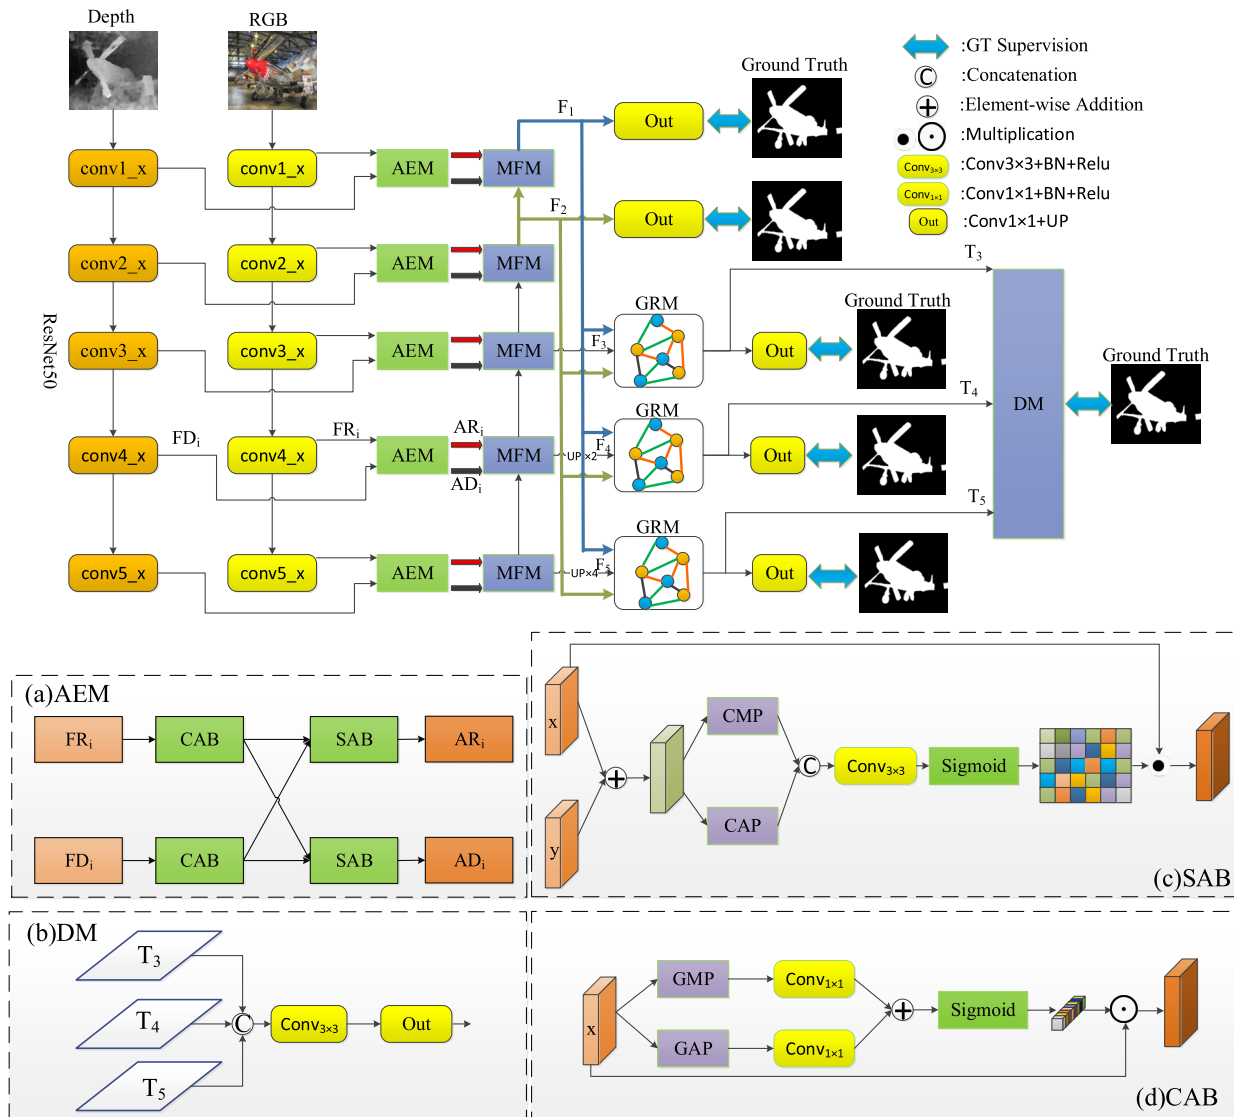 Depth
RGB
:GT Supervision
C :Concatenation
:Element-wise Addition
:Multiplication
Conv3×3 :Conv3×3+BN+Relu
Conv1×1 :Conv1×1+BN+Relu
Out :Conv1×1+UP
Ground Truth
F1
Out
conv1_x
conv1_x
AEM
MFM
F2
Out
conv2_x
conv2_x
AEM
MFM
T3
GRM
Ground Truth
ResNet50
conv3_x
conv3_x
AEM
MFM
F3
Out
Ground Truth
T4
DM
GRM
FDi
FRi
ARi
F4
conv4_x
conv4_x
AEM
MFM
UP×2
Out
ADi
T5
GRM
conv5_x
conv5_x
AEM
MFM
UP×4
F5
Out
(a)AEM
FRi
CAB
SAB
ARi
FDi
CAB
SAB
ADi
x
y
CMP
CAP
C
Conv3×3
Sigmoid
(c)SAB
(b)DM
T3
T4
T5
C
Conv3×3
Out
x
GMP
Conv1×1
GAP
Conv1×1
Sigmoid
(d)CAB